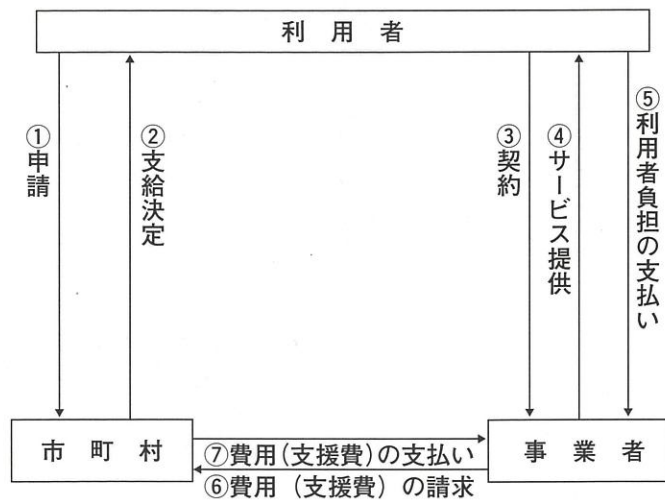 利用者
①申請
②支給決定
③契約
④サービス提供
⑤利用者負担の支払い
市町村
事業者
⑦費用(支援費)の支払い
⑥費用(支援費)の請求